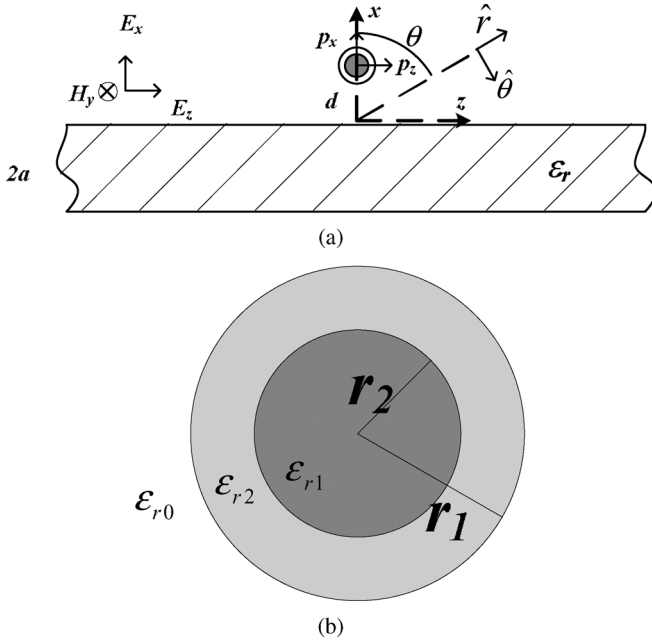 x
θ
r̂
p_x
E_x
p_z
θ̂
H_y
d
z
E_z
2a
ε_r
(a)
r_2
ε_r1
ε_r2
ε_r0
r_1
(b)